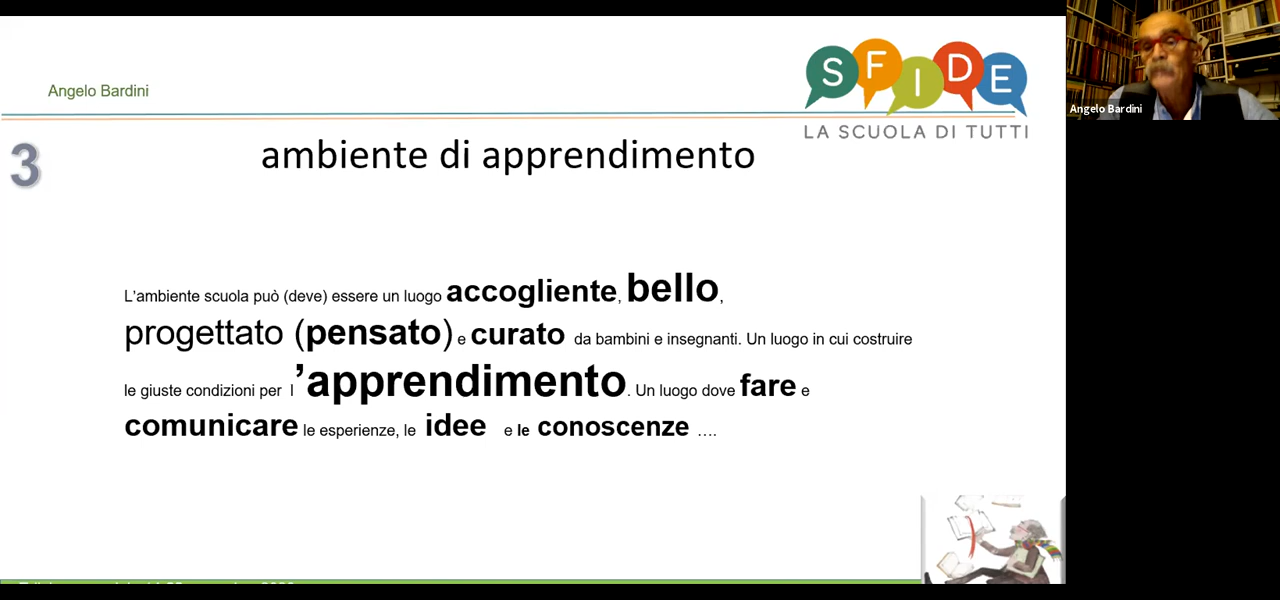 Angelo Bardini
SFIDE
LA SCUOLA DI TUTTI
Angelo Bardini
3
ambiente di apprendimento
L'ambiente scuola può (deve) essere un luogo accogliente, bello,
progettato (pensato) e curato da bambini e insegnanti. Un luogo in cui costruire
le giuste condizioni per l 'apprendimento. Un luogo dove fare e
comunicare le esperienze, le idee e le conoscenze ….